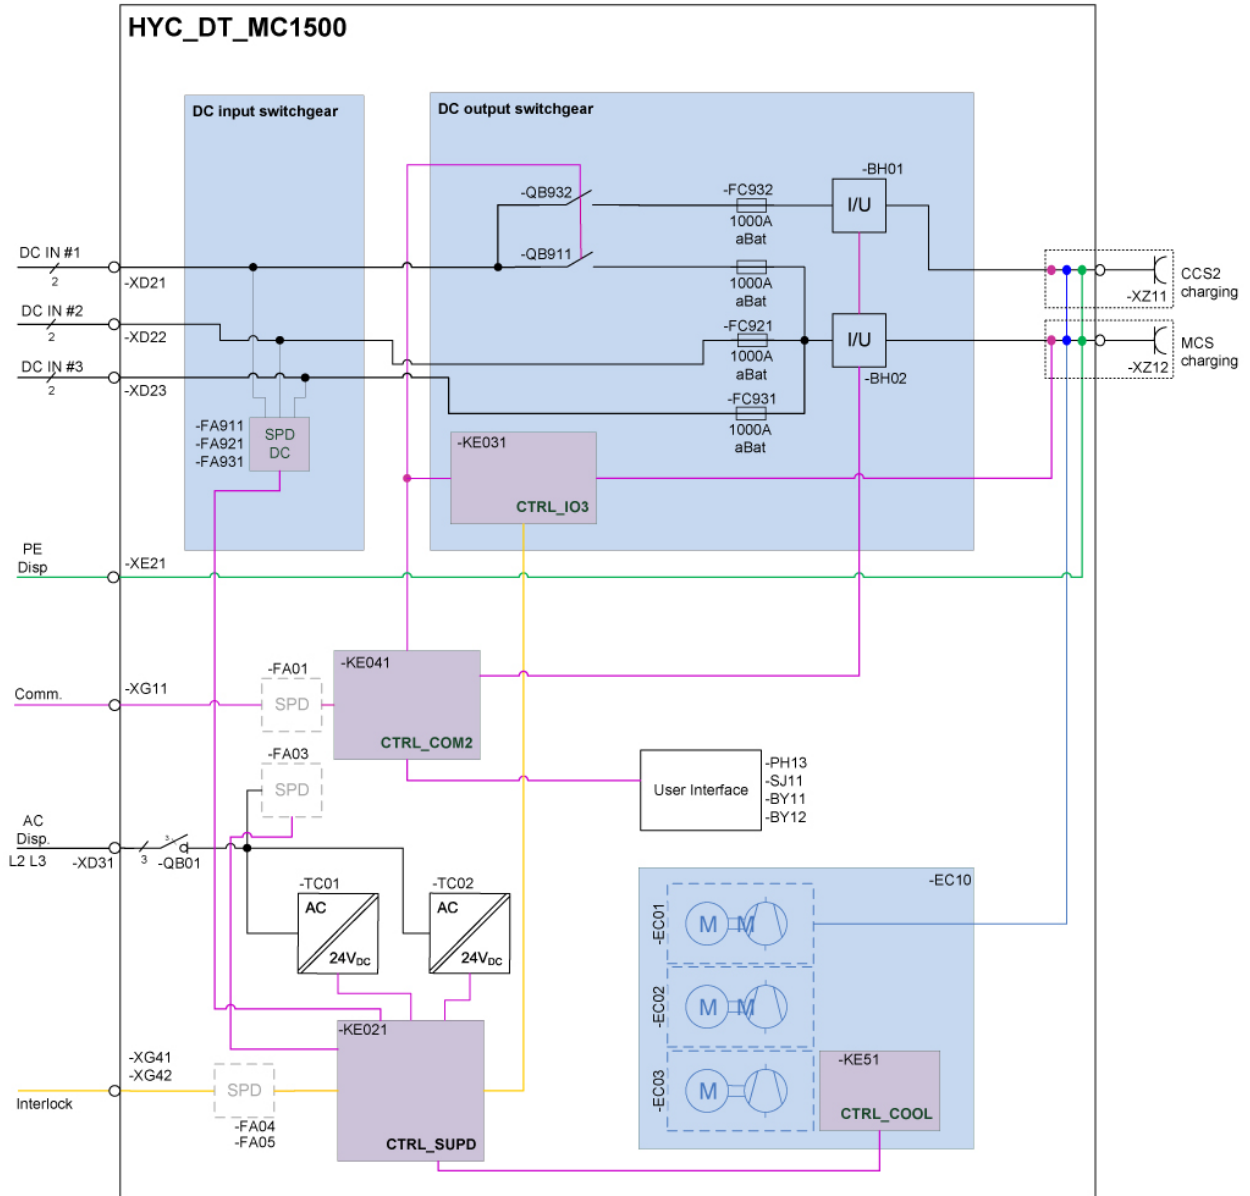 HYC_DT_MC1500
DC input switchgear
DC output switchgear
-BH01
-QB932
-FC932
I/U
1000A
aBat
DC IN #1
2
-XD21
-QB911
1000A
aBat
CCS2
charging
-XZ11
DC IN #2
2
-XD22
-FC921
1000A
aBat
I/U
-BH02
MCS
charging
-XZ12
DC IN #3
2
-XD23
-FC931
1000A
aBat
-FA911
-FA921
-FA931
SPD
DC
-KE031
CTRL_IO3
PE
Disp
-XE21
-KE041
CTRL_COM2
-FA01
SPD
Comm.
-XG11
-FA03
SPD
User Interface
-PH13
-SJ11
-BY11
-BY12
AC
Disp.
L2 L3
-XD31
3
3
-QB01
-TC01
AC
24VDC
-TC02
AC
24VDC
-EC10
-EC01
M
M
-EC02
M
M
-EC03
M
-KE51
CTRL_COOL
-KE021
CTRL_SUPD
-XG41
-XG42
Interlock
SPD
-FA04
-FA05